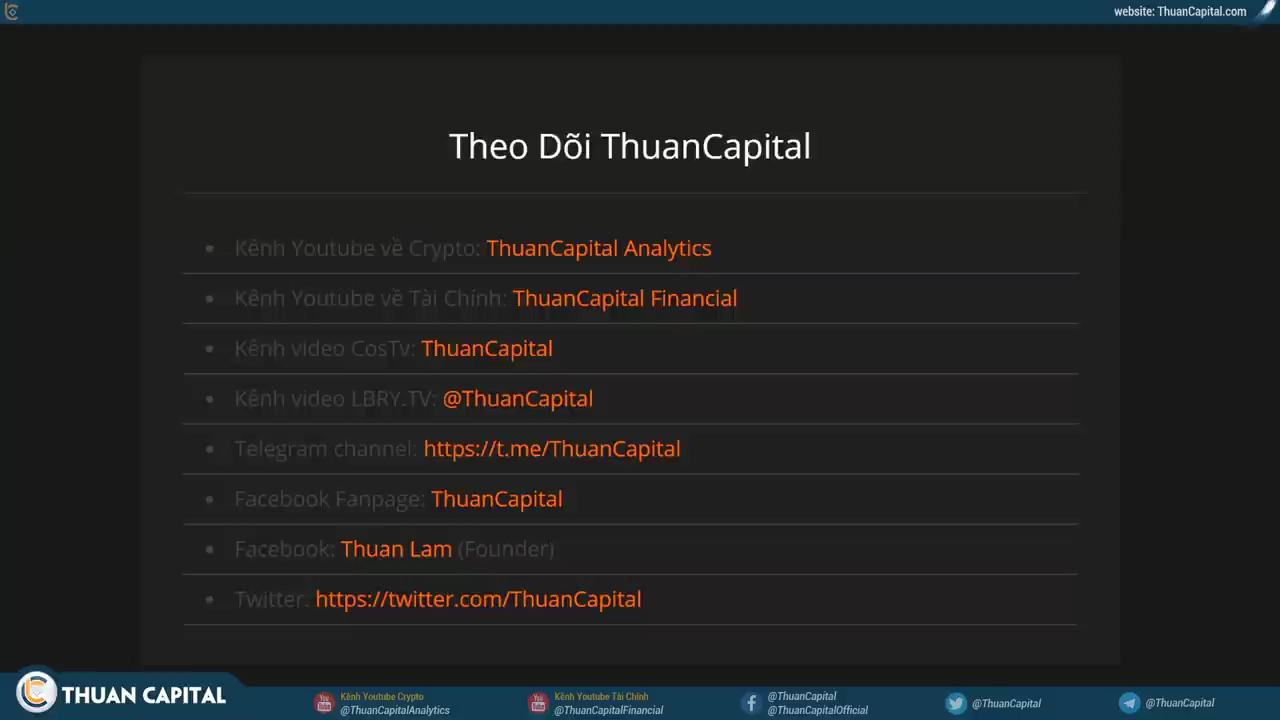 website: ThuanCapital.com
Theo Dõi ThuanCapital
Kênh Youtube về Crypto: ThuanCapital Analytics
Kênh Youtube về Tài Chính: ThuanCapital Financial
Kênh video CosTv: ThuanCapital
Kênh video LBRY.TV: @ThuanCapital
Telegram channel: https://t.me/ThuanCapital
Facebook Fanpage: ThuanCapital
Facebook: Thuan Lam (Founder)
Twitter: https://twitter.com/ThuanCapital
THUAN CAPITAL
Kênh Youtube Crypto
@ThuanCapitalAnalytics
Kênh Youtube Tài Chính
@ThuanCapitalFinancial
@ThuanCapital
@ThuanCapitalOfficial
@ThuanCapital
@ThuanCapital